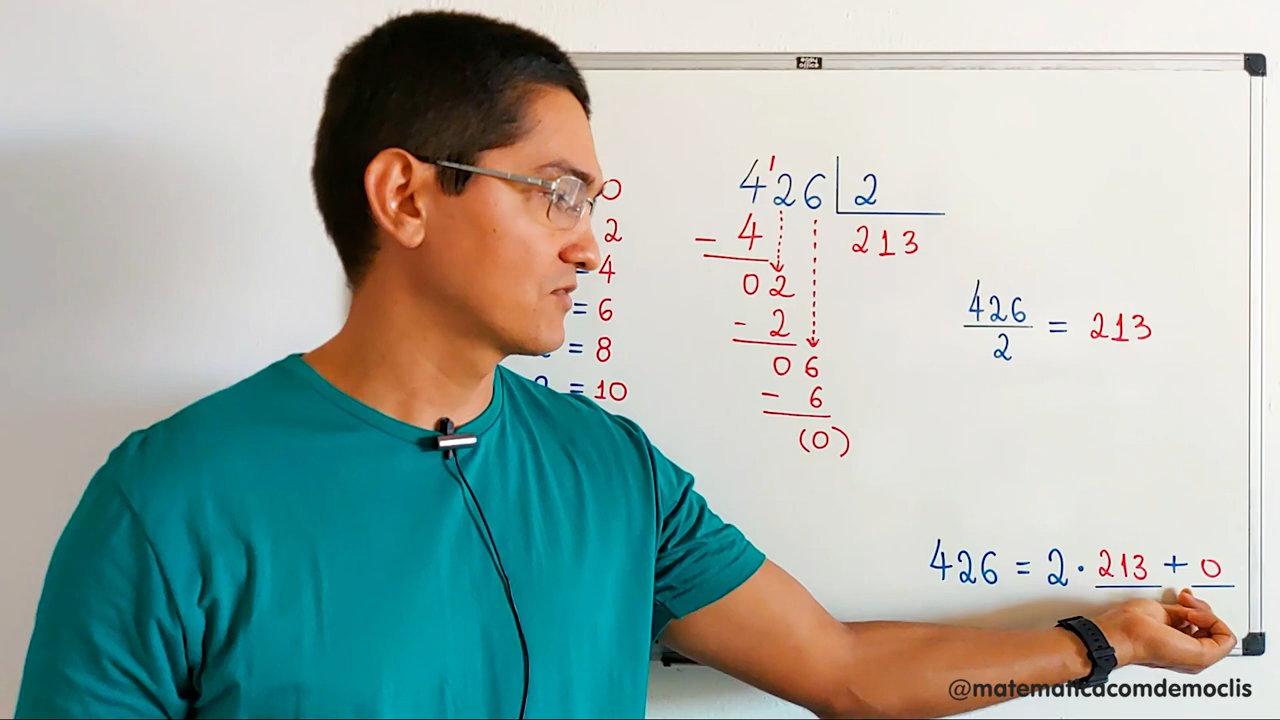 0
2
= 4
= 6
= 8
2 = 10
4'26 | 2
- 4 213
02
- 2
06
- 6
(0)
426/2 = 213
426 = 2 · 213 + 0
@matematicacomdemoclis